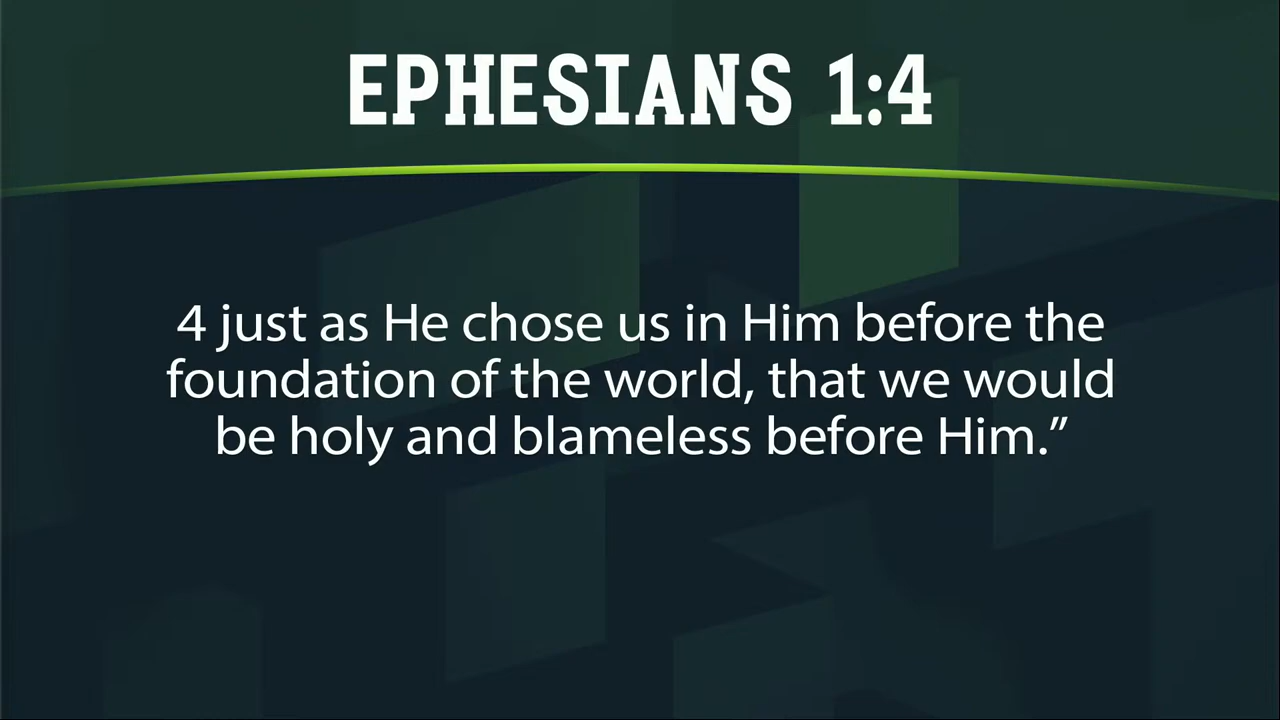 EPHESIANS 1:4
4 just as He chose us in Him before the
foundation of the world, that we would
be holy and blameless before Him.”